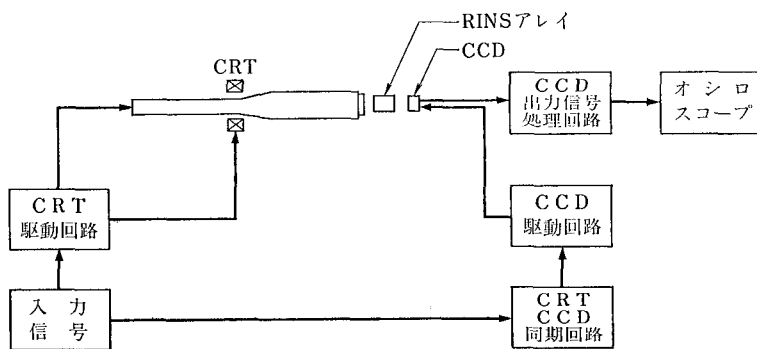 RINSアレイ
CCD
CRT
CCD
出力信号
処理回路
オシロ
スコープ
CRT
駆動回路
CCD
駆動回路
入力
信号
CRT
CCD
同期回路